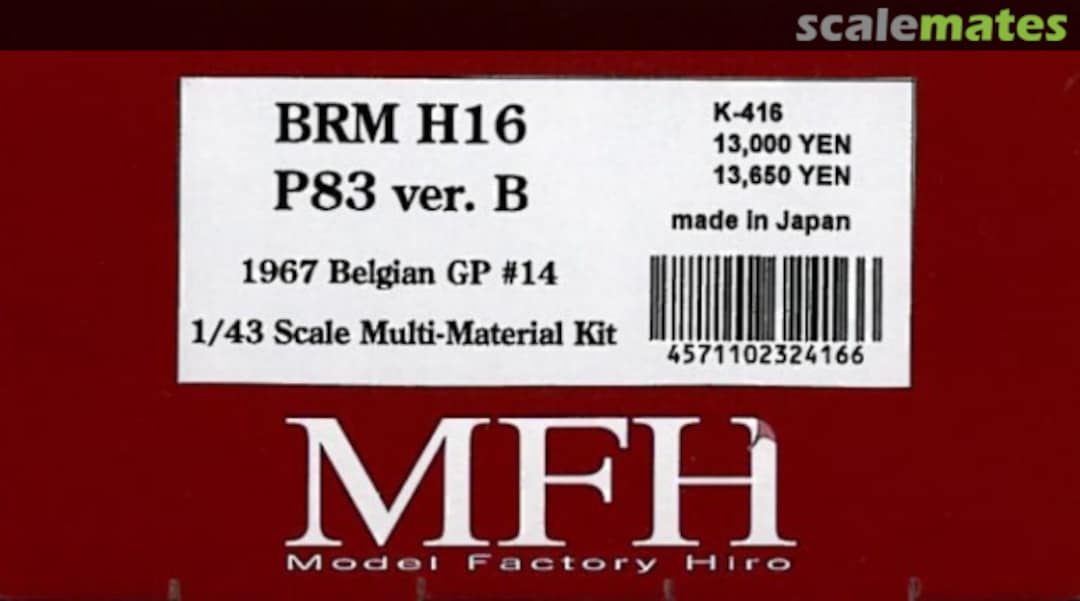 scalemates
BRM H16
P83 ver. B
1967 Belgian GP #14
1/43 Scale Multi-Material Kit
K-416
13,000 YEN
13,650 YEN
made in Japan
4571102324166
MFH
Model Factory Hiro